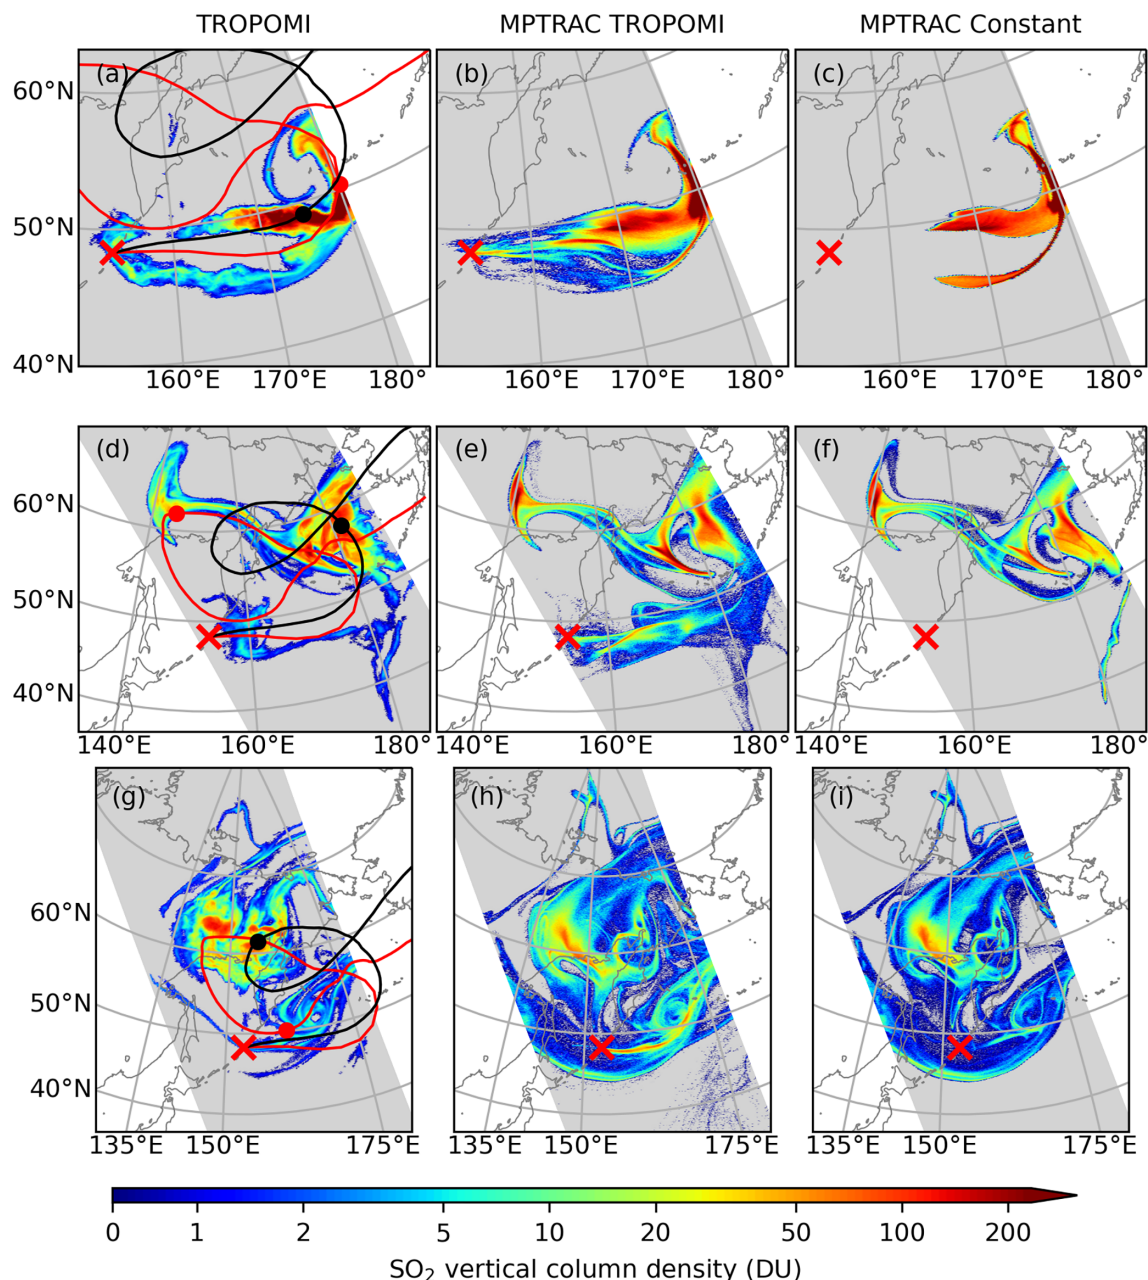 TROPOMI MPTRAC TROPOMI MPTRAC Constant
(a) (b) (c)
60°N
50°N
40°N
160°E 170°E 180° 160°E 170°E 180° 160°E 170°E 180°
(d) (e) (f)
60°N
50°N
40°N
140°E 160°E 180° 140°E 160°E 180° 140°E 160°E 180°
(g) (h) (i)
60°N
50°N
40°N
135°E 150°E 175°E 150°E 175°E 150°E 175°E
0 1 2 5 10 20 50 100 200
SO₂ vertical column density (DU)